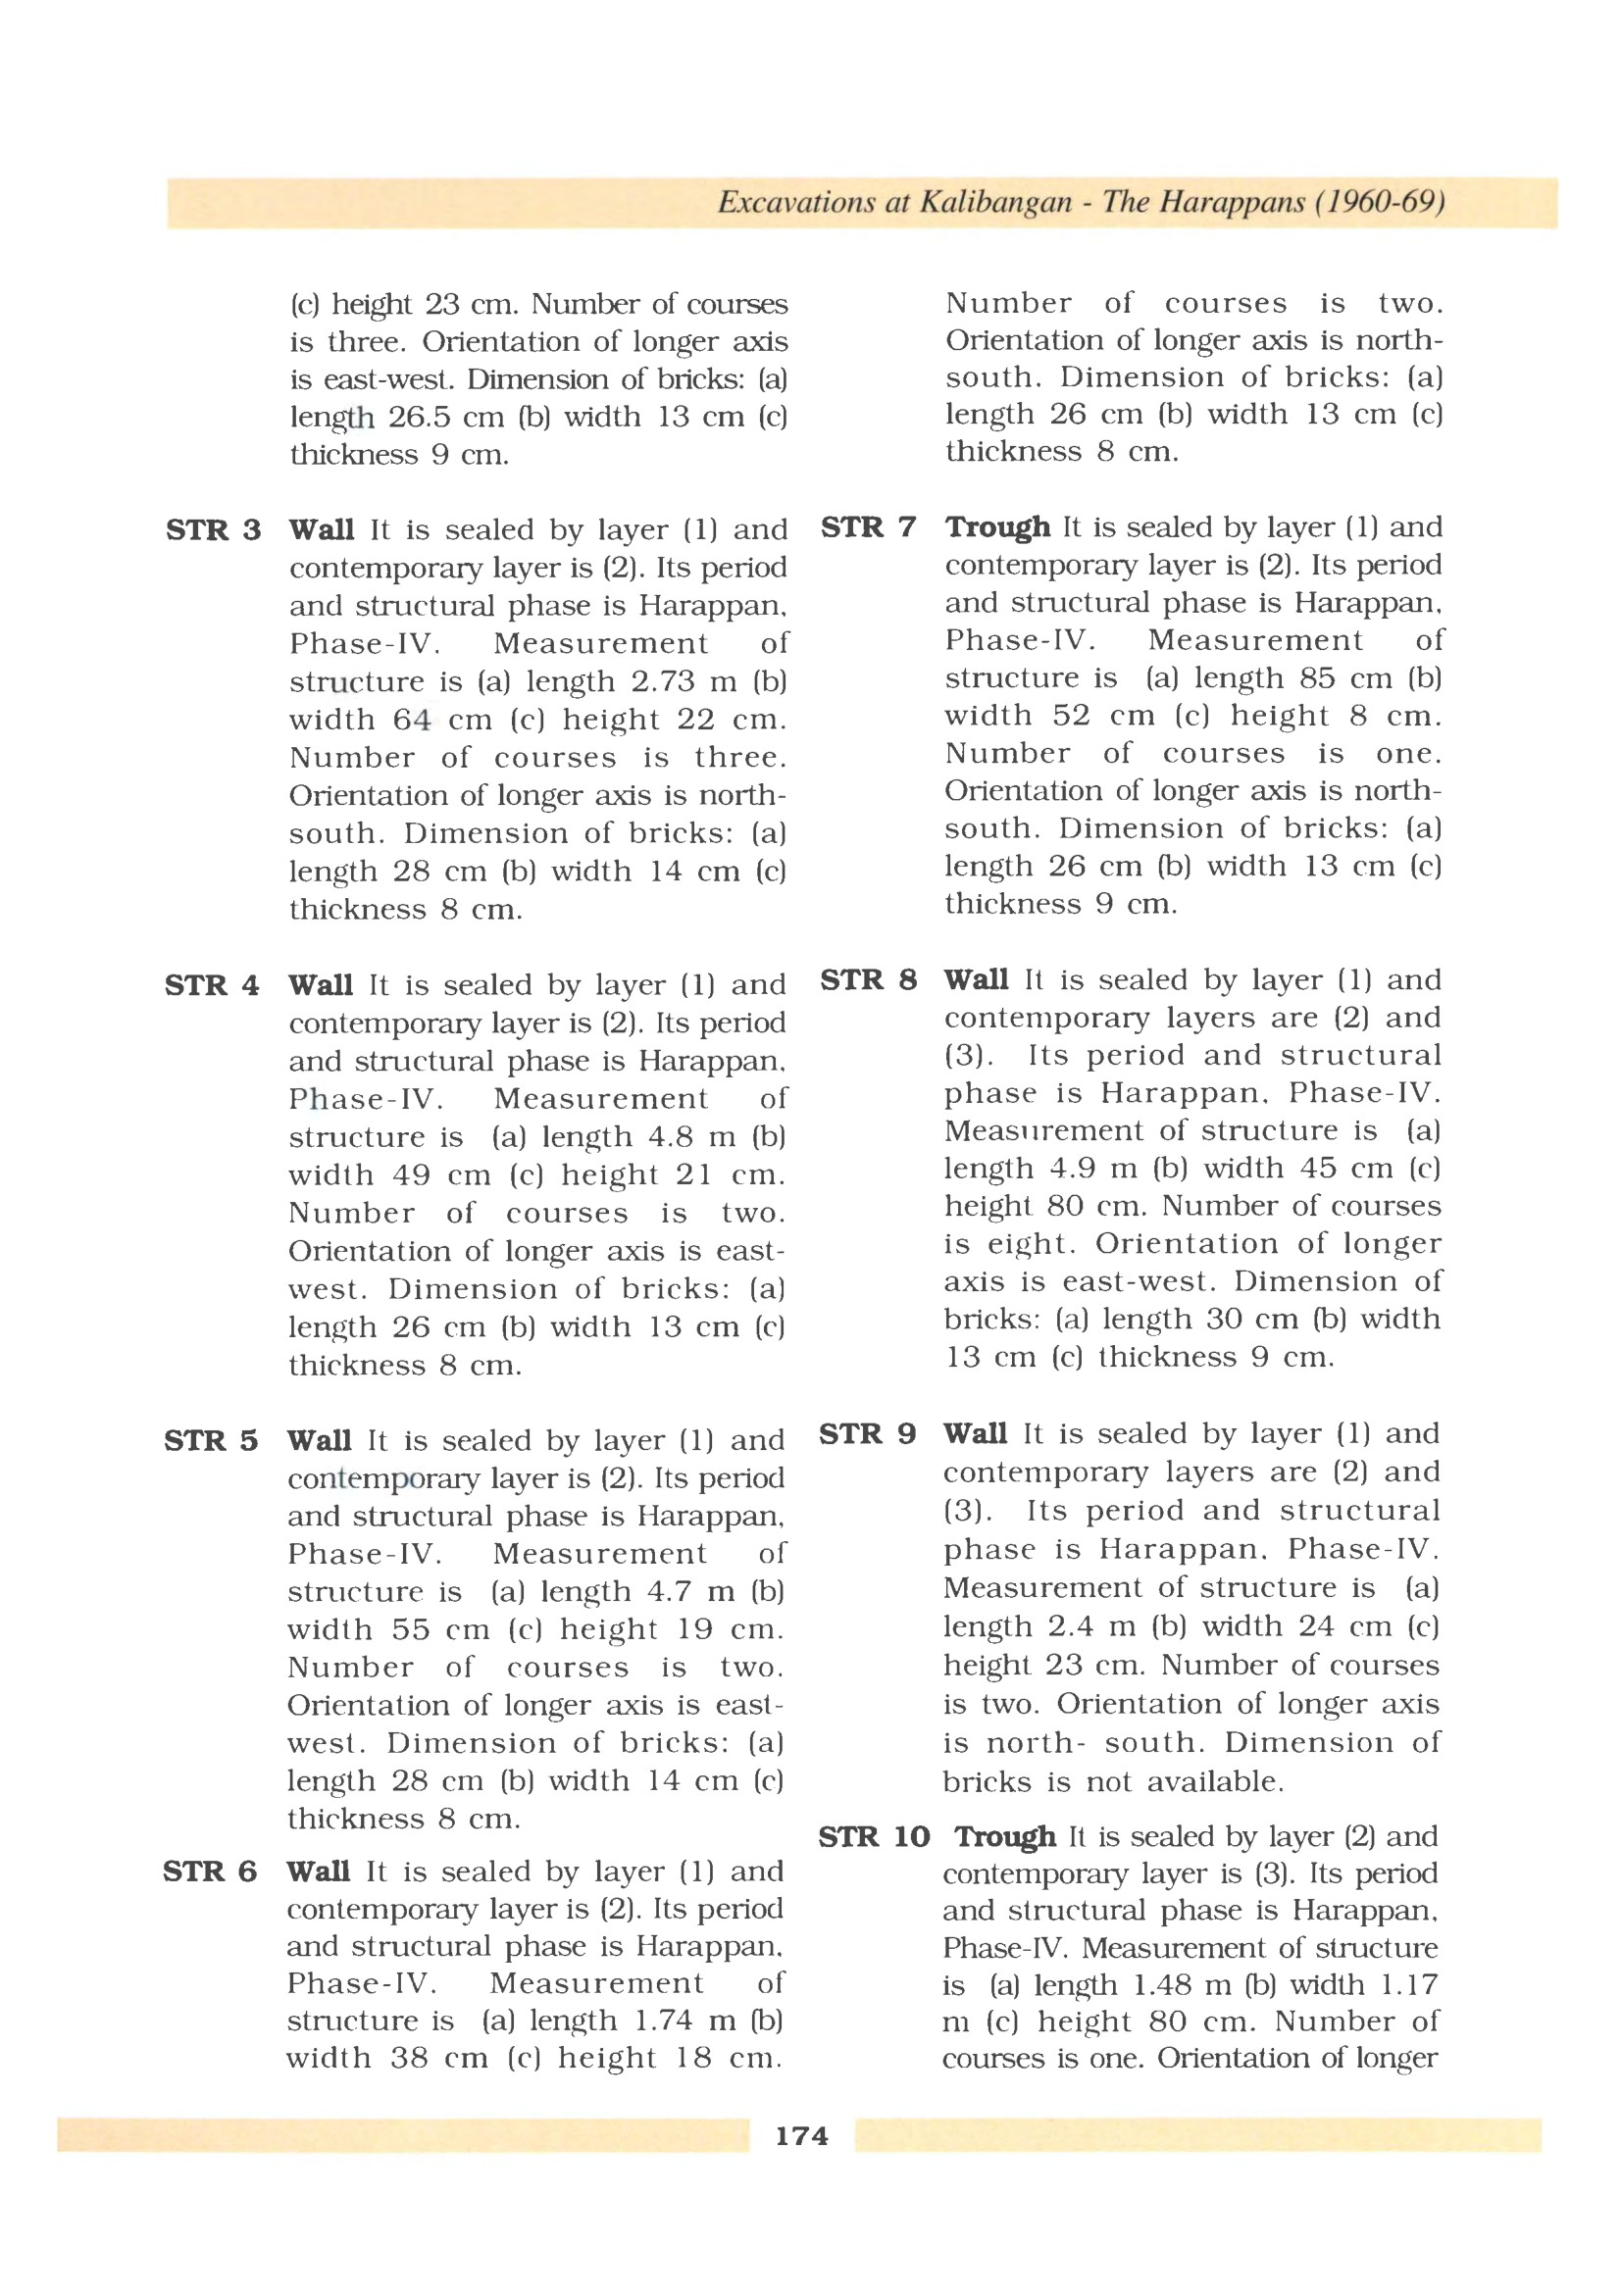 Excavations at Kalibangan - The Harappans (1960-69)
(c) height 23 cm. Number of courses
is three. Orientation of longer axis
is east-west. Dimension of bricks: (a)
length 26.5 cm (b) width 13 cm (c)
thickness 9 cm.
STR 3 Wall It is sealed by layer (1) and
contemporary layer is (2). Its period
and structural phase is Harappan,
Phase-IV. Measurement of
structure is (a) length 2.73 m (b)
width 64 cm (c) height 22 cm.
Number of courses is three.
Orientation of longer axis is north-
south. Dimension of bricks: (a)
length 28 cm (b) width 14 cm (c)
thickness 8 cm.
STR 4 Wall It is sealed by layer (1) and
contemporary layer is (2). Its period
and structural phase is Harappan,
Phase-IV. Measurement of
structure is (a) length 4.8 m (b)
width 49 cm (c) height 21 cm.
Number of courses is two.
Orientation of longer axis is east-
west. Dimension of bricks: (a)
length 26 cm (b) width 13 cm (c)
thickness 8 cm.
STR 5 Wall It is sealed by layer (1) and
contemporary layer is (2). Its period
and structural phase is Harappan,
Phase-IV. Measurement of
structure is (a) length 4.7 m (b)
width 55 cm (c) height 19 cm.
Number of courses is two.
Orientation of longer axis is east-
west. Dimension of bricks: (a)
length 28 cm (b) width 14 cm (c)
thickness 8 cm.
STR 6 Wall It is sealed by layer (1) and
contemporary layer is (2). Its period
and structural phase is Harappan,
Phase-IV. Measurement of
structure is (a) length 1.74 m (b)
width 38 cm (c) height 18 cm.
Number of courses is two.
Orientation of longer axis is north-
south. Dimension of bricks: (a)
length 26 cm (b) width 13 cm (c)
thickness 8 cm.
STR 7 Trough It is sealed by layer (1) and
contemporary layer is (2). Its period
and structural phase is Harappan,
Phase-IV. Measurement of
structure is (a) length 85 cm (b)
width 52 cm (c) height 8 cm.
Number of courses is one.
Orientation of longer axis is north-
south. Dimension of bricks: (a)
length 26 cm (b) width 13 cm (c)
thickness 9 cm.
STR 8 Wall It is sealed by layer (1) and
contemporary layers are (2) and
(3). Its period and structural
phase is Harappan, Phase-IV.
Measurement of structure is (a)
length 4.9 m (b) width 45 cm (c)
height 80 cm. Number of courses
is eight. Orientation of longer
axis is east-west. Dimension of
bricks: (a) length 30 cm (b) width
13 cm (c) thickness 9 cm.
STR 9 Wall It is sealed by layer (1) and
contemporary layers are (2) and
(3). Its period and structural
phase is Harappan, Phase-IV.
Measurement of structure is (a)
length 2.4 m (b) width 24 cm (c)
height 23 cm. Number of courses
is two. Orientation of longer axis
is north- south. Dimension of
bricks is not available.
STR 10 Trough It is sealed by layer (2) and
contemporary layer is (3). Its period
and structural phase is Harappan,
Phase-IV. Measurement of structure
is (a) length 1.48 m (b) width 1.17
m (c) height 80 cm. Number of
courses is one. Orientation of longer
174